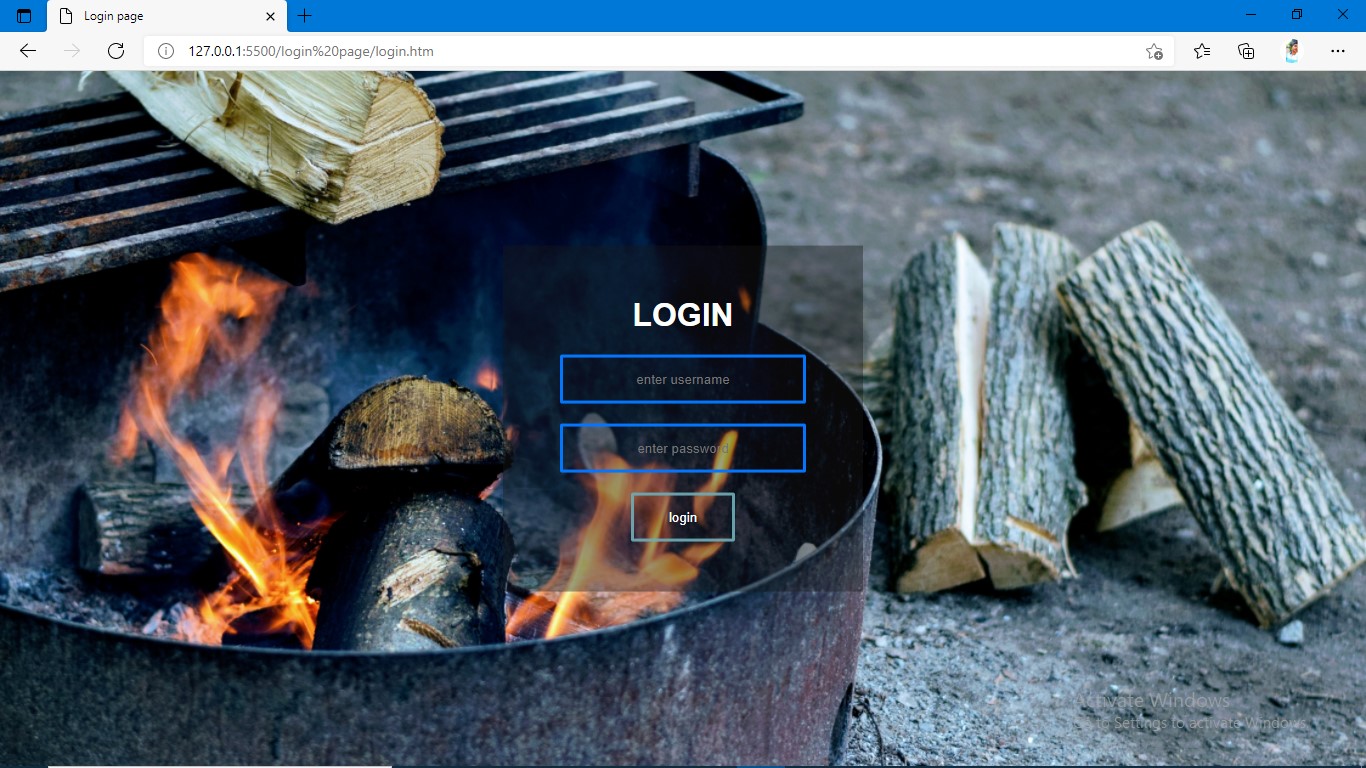 Login page
127.0.0.1:5500/login%20page/login.htm
LOGIN
enter username
enter password
login
Activate Windows
Go to Settings to activate Windows.